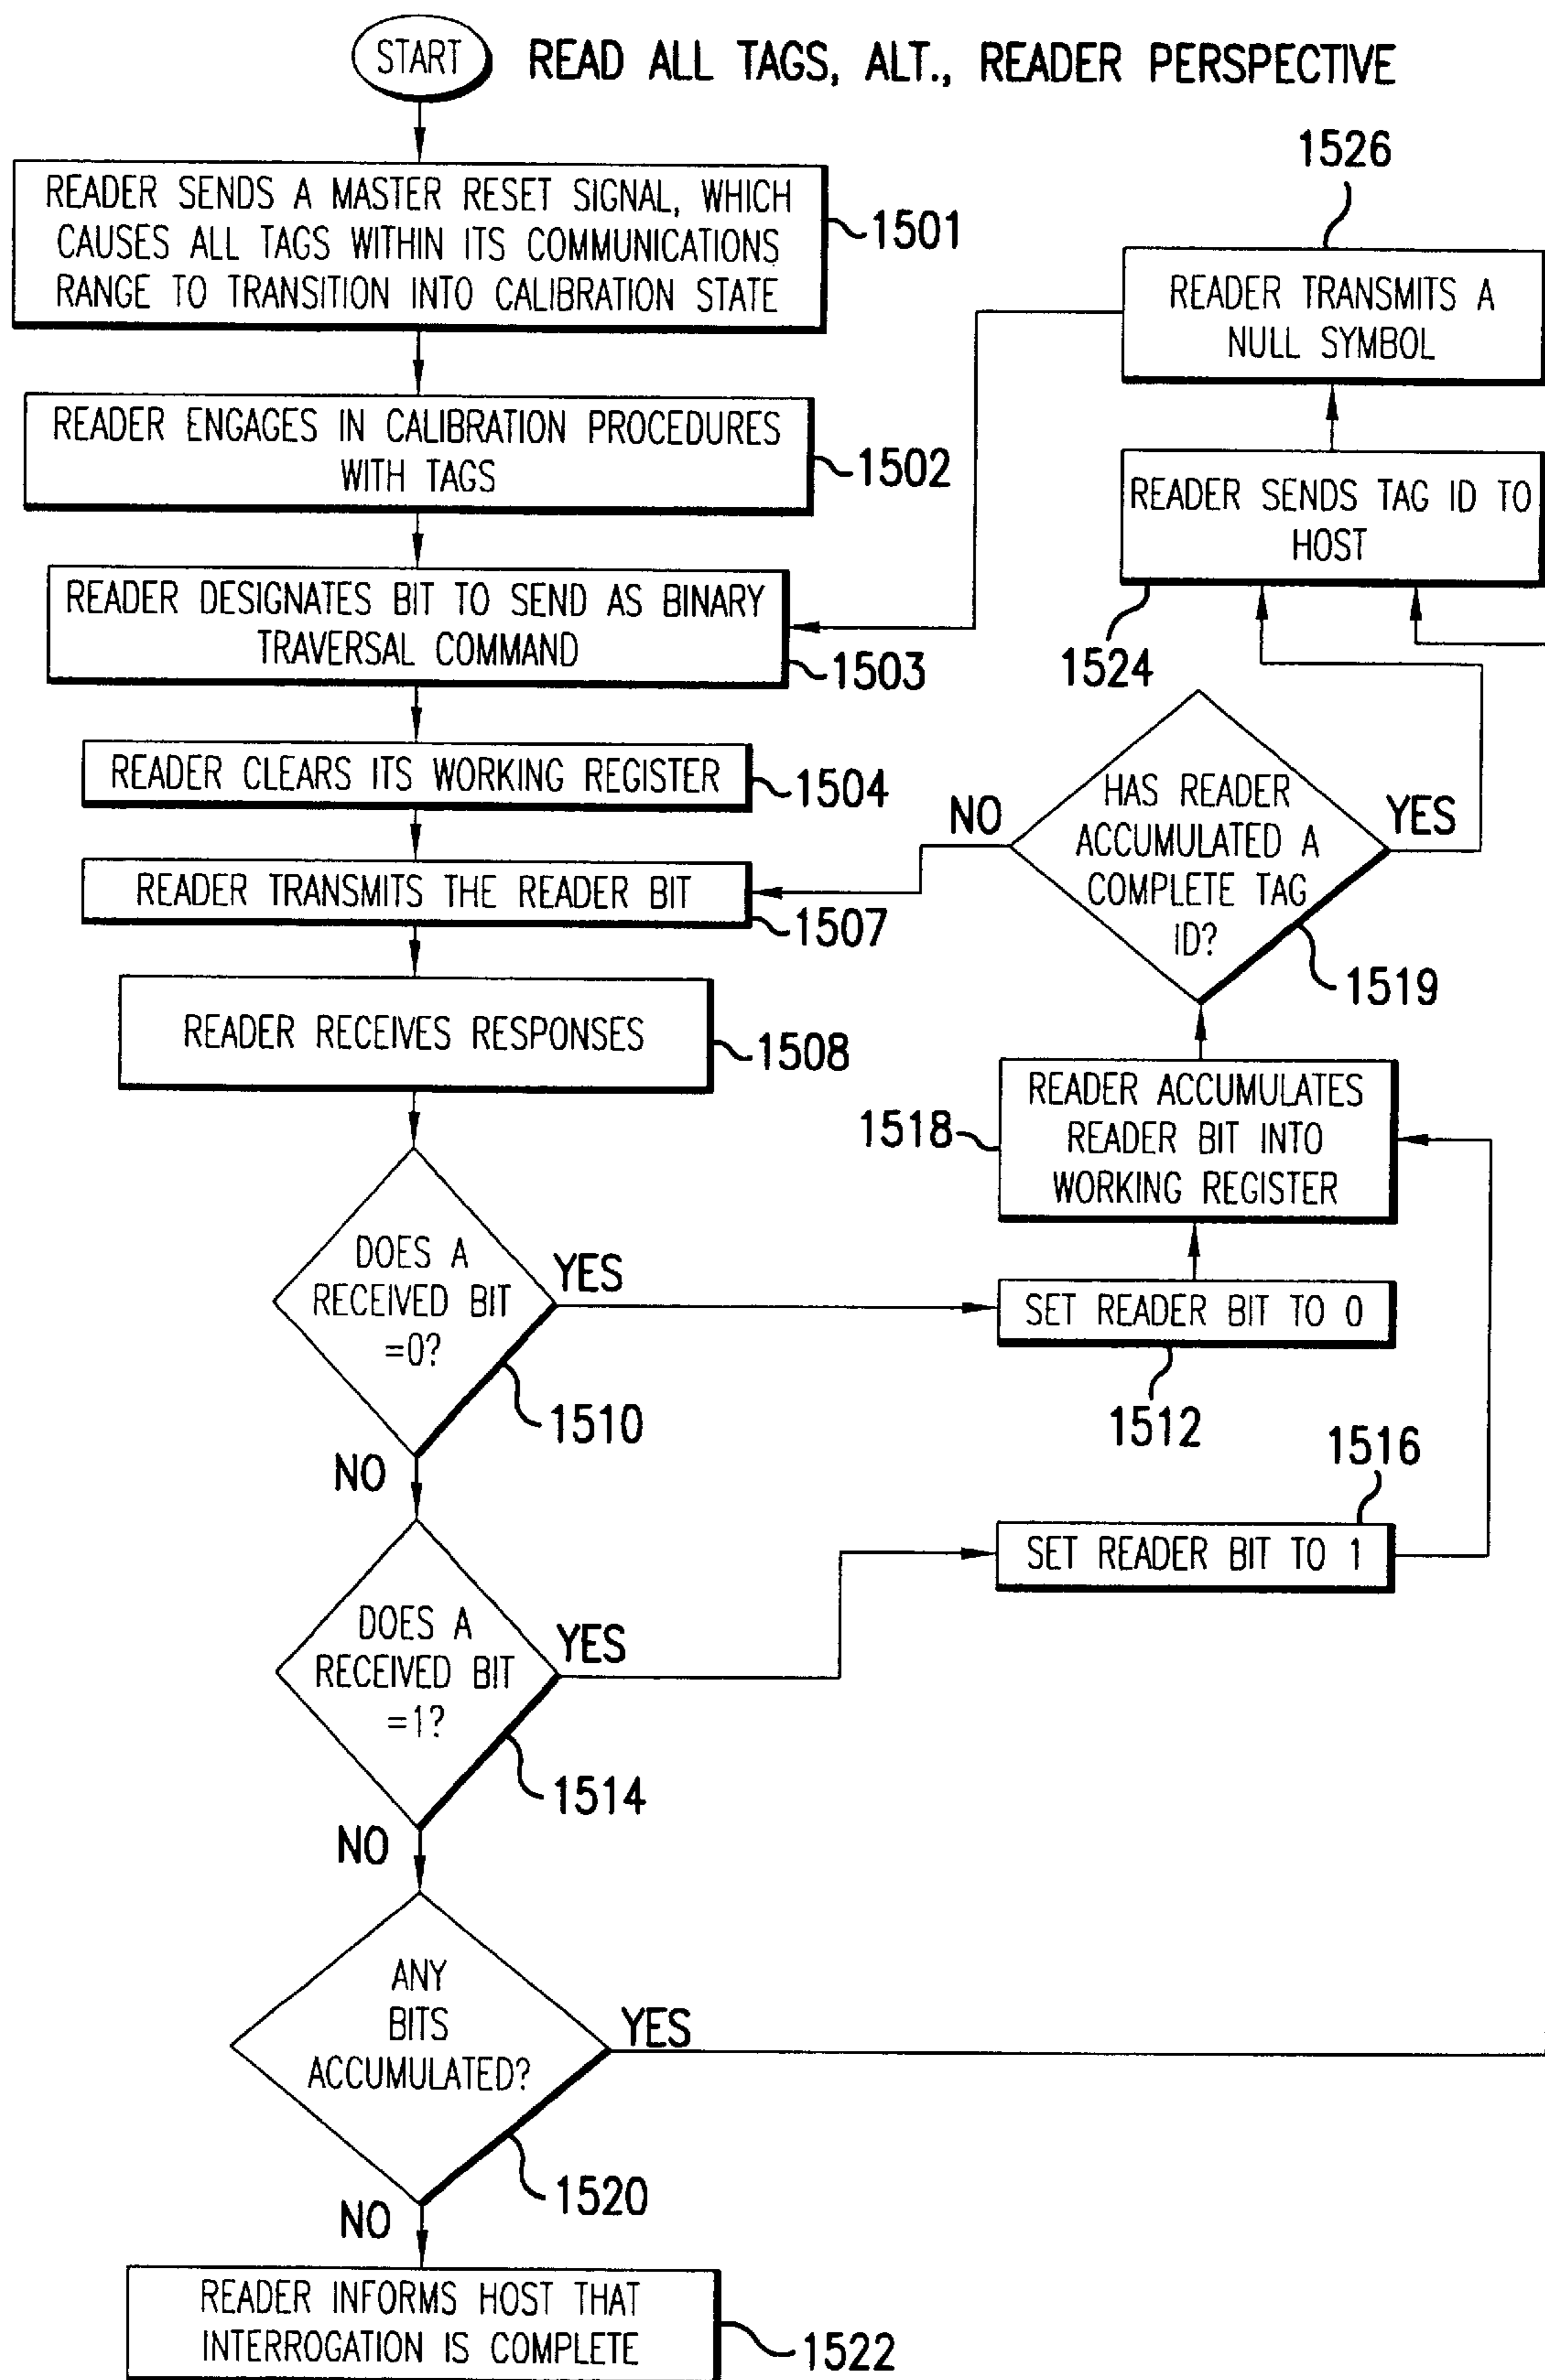 START
READ ALL TAGS, ALT., READER PERSPECTIVE
READER SENDS A MASTER RESET SIGNAL, WHICH
CAUSES ALL TAGS WITHIN ITS COMMUNICATIONS
RANGE TO TRANSITION INTO CALIBRATION STATE
1501
READER ENGAGES IN CALIBRATION PROCEDURES
WITH TAGS
1502
READER DESIGNATES BIT TO SEND AS BINARY
TRAVERSAL COMMAND
1503
READER CLEARS ITS WORKING REGISTER
1504
READER TRANSMITS THE READER BIT
1507
READER RECEIVES RESPONSES
1508
DOES A
RECEIVED BIT
=0?
YES
1510
NO
DOES A
RECEIVED BIT
=1?
YES
1514
NO
ANY
BITS
ACCUMULATED?
YES
1520
NO
READER INFORMS HOST THAT
INTERROGATION IS COMPLETE
1522
1526
READER TRANSMITS A
NULL SYMBOL
READER SENDS TAG ID TO
HOST
1524
HAS READER
ACCUMULATED A
COMPLETE TAG
ID?
NO
YES
1519
READER ACCUMULATES
READER BIT INTO
WORKING REGISTER
1518
SET READER BIT TO 0
1512
1516
SET READER BIT TO 1